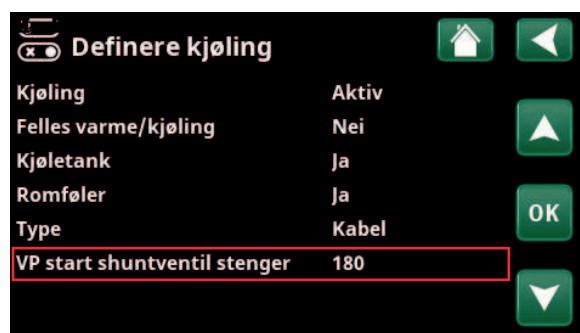 Definere kjøling
Kjøling Aktiv
Felles varme/kjøling Nei
Kjøletank Ja
Romføler Ja
Type Kabel
VP start shuntventil stenger 180
OK